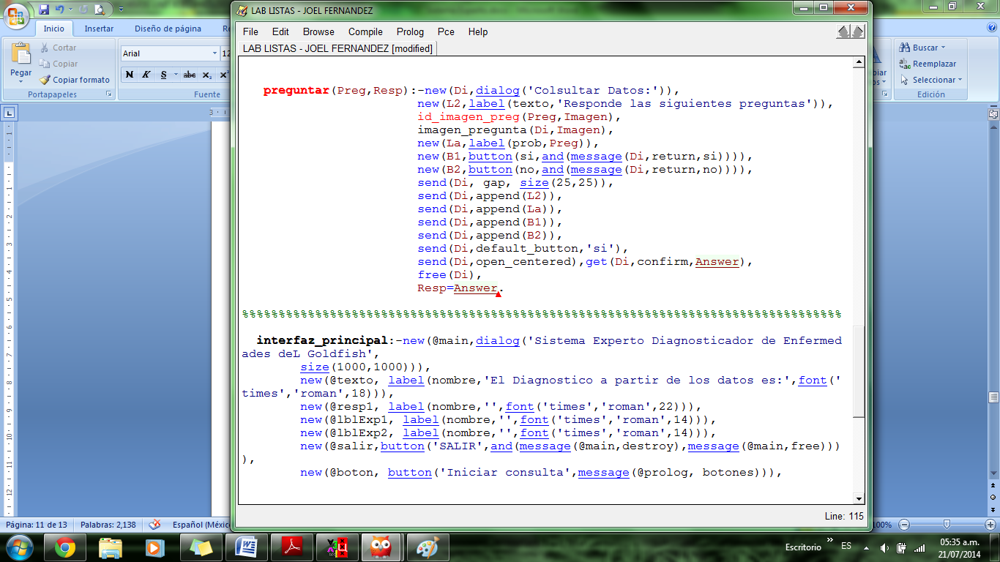 LAB LISTAS - JOEL FERNANDEZ
File Edit Browse Compile Prolog Pce Help
LAB LISTAS - JOEL FERNANDEZ [modified]
Inicio Insertar Diseño de página
Pegar
Cortar
Copiar
Copiar formato
Portapapeles
Arial
N K S abc x₂
Fuente
Buscar
Reemplazar
Seleccionar
Edición
preguntar(Preg,Resp):-new(Di,dialog('Colsultar Datos:')),
new(L2,label(texto,'Responde las siguientes preguntas')),
id_imagen_preg(Preg,Imagen),
imagen_pregunta(Di,Imagen),
new(La,label(prob,Preg)),
new(B1,button(si,and(message(Di,return,si)))),
new(B2,button(no,and(message(Di,return,no)))),
send(Di, gap, size(25,25)),
send(Di,append(L2)),
send(Di,append(La)),
send(Di,append(B1)),
send(Di,append(B2)),
send(Di,default_button,'si'),
send(Di,open_centered),get(Di,confirm,Answer),
free(Di),
Resp=Answer.
%%%%%%%%%%%%%%%%%%%%%%%%%%%%%%%%%%%%%%%%%%%%%%%%%%%%%%%%%%%%%%%%%%%%%%%%%%%%%%%%%%%%
interfaz_principal:-new(@main,dialog('Sistema Experto Diagnosticador de Enfermed
ades deL Goldfish',
size(1000,1000))),
new(@texto, label(nombre,'El Diagnostico a partir de los datos es:',font('
times','roman',18))),
new(@resp1, label(nombre,'',font('times','roman',22))),
new(@lblExp1, label(nombre,'',font('times','roman',14))),
new(@lblExp2, label(nombre,'',font('times','roman',14))),
new(@salir,button('SALIR',and(message(@main,destroy),message(@main,free)))
),
new(@boton, button('Iniciar consulta',message(@prolog, botones))),
Line: 115
Página: 11 de 13 Palabras: 2,138 Español (Méxic 100%
Escritorio ES 05:35 a.m.
21/07/2014